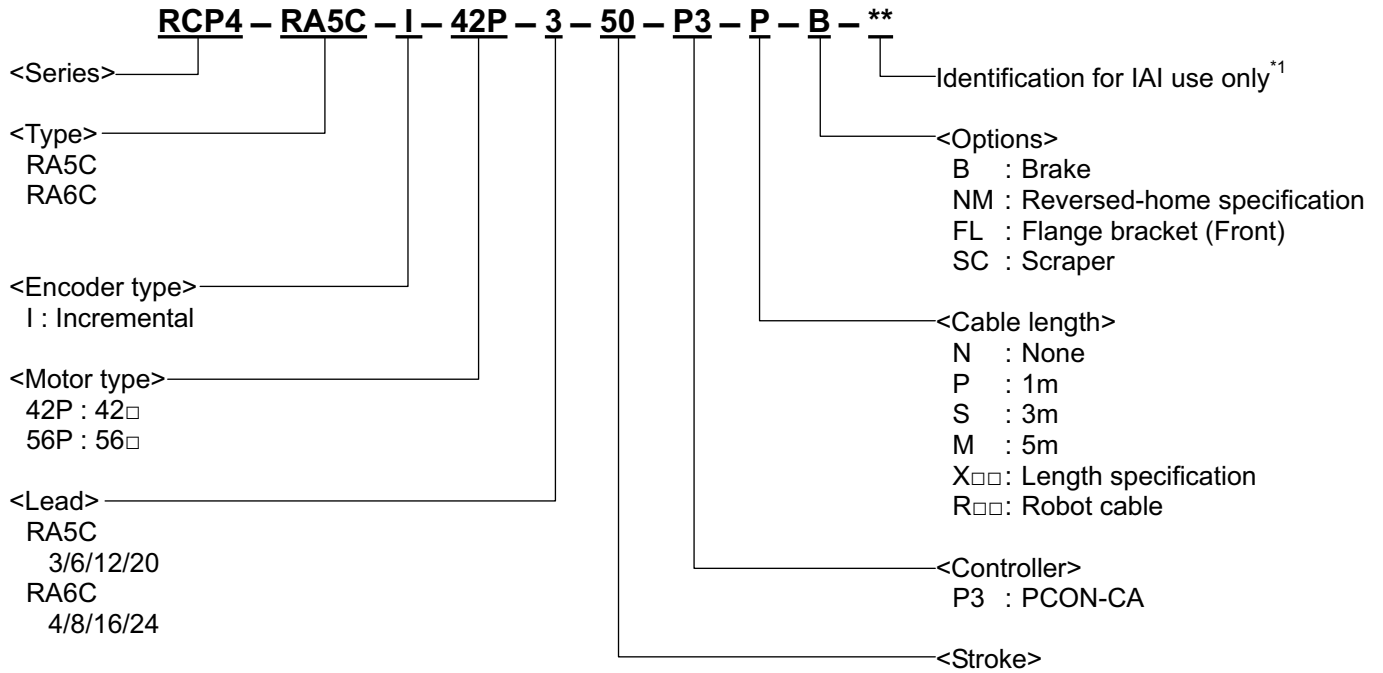 RCP4 – RA5C – I – 42P – 3 – 50 – P3 – P – B – **
<Series>
<Type>
RA5C
RA6C
<Encoder type>
I : Incremental
<Motor type>
42P : 42□
56P : 56□
<Lead>
RA5C
3/6/12/20
RA6C
4/8/16/24
Identification for IAI use only*1
<Options>
B : Brake
NM : Reversed-home specification
FL : Flange bracket (Front)
SC : Scraper
<Cable length>
N : None
P : 1m
S : 3m
M : 5m
X□□ : Length specification
R□□ : Robot cable
<Controller>
P3 : PCON-CA
<Stroke>